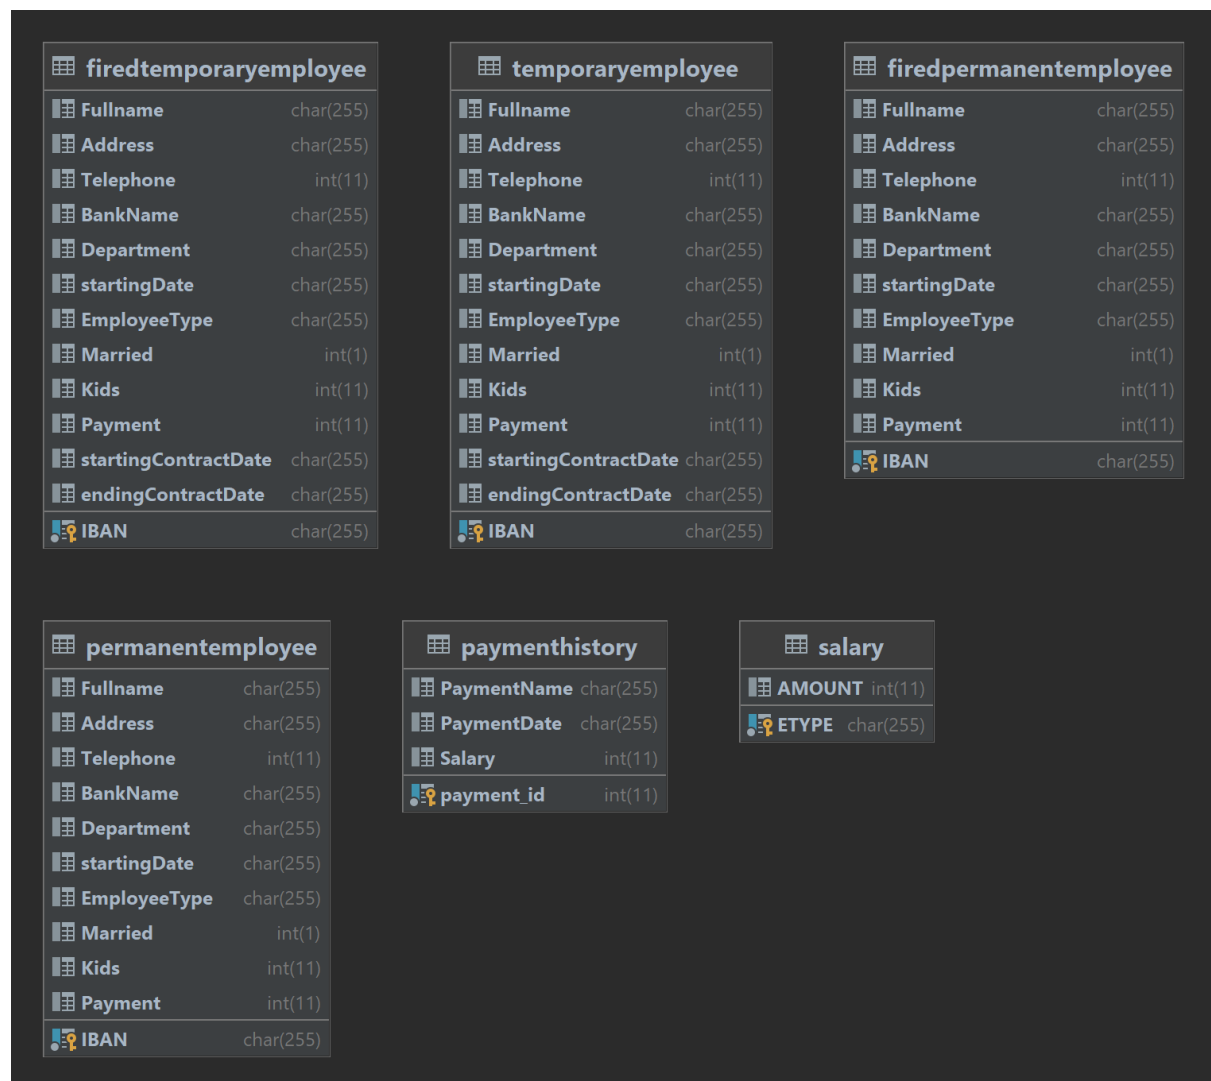 firedtemporaryemployee
Fullname char(255)
Address char(255)
Telephone int(11)
BankName char(255)
Department char(255)
startingDate char(255)
EmployeeType char(255)
Married int(1)
Kids int(11)
Payment int(11)
startingContractDate char(255)
endingContractDate char(255)
IBAN char(255)
temporaryemployee
Fullname char(255)
Address char(255)
Telephone int(11)
BankName char(255)
Department char(255)
startingDate char(255)
EmployeeType char(255)
Married int(1)
Kids int(11)
Payment int(11)
startingContractDate char(255)
endingContractDate char(255)
IBAN char(255)
firedpermanentemployee
Fullname char(255)
Address char(255)
Telephone int(11)
BankName char(255)
Department char(255)
startingDate char(255)
EmployeeType char(255)
Married int(1)
Kids int(11)
Payment int(11)
IBAN char(255)
permanentemployee
Fullname char(255)
Address char(255)
Telephone int(11)
BankName char(255)
Department char(255)
startingDate char(255)
EmployeeType char(255)
Married int(1)
Kids int(11)
Payment int(11)
IBAN char(255)
paymenthistory
PaymentName char(255)
PaymentDate char(255)
Salary int(11)
payment_id int(11)
salary
AMOUNT int(11)
ETYPE char(255)